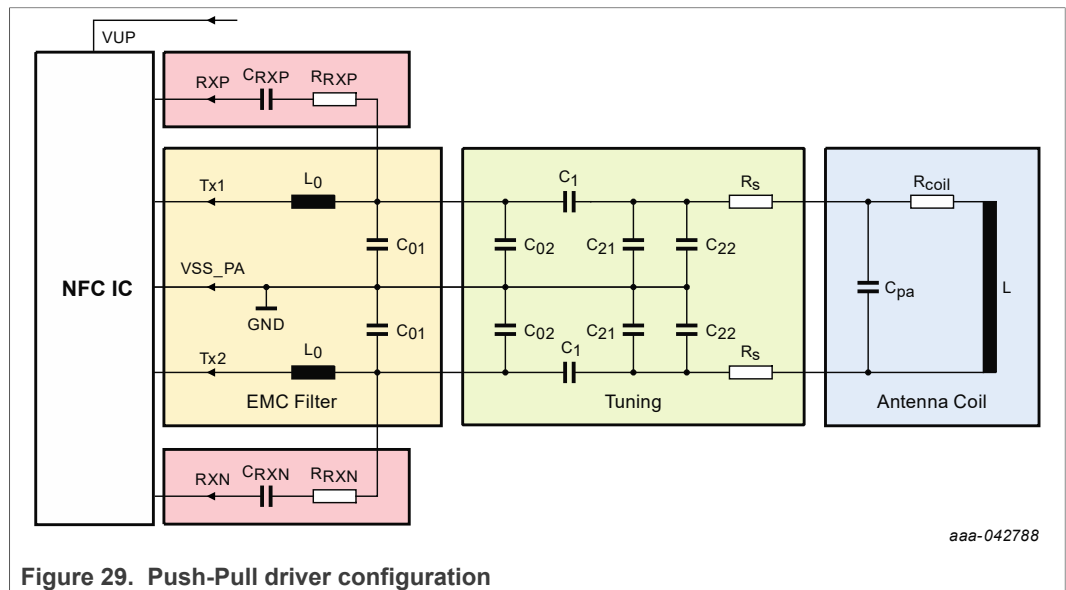 VUP
RXP
CRXP
RRXP
Tx1
L0
C01
C02
C1
C21
C22
Rs
Rcoil
NFC IC
VSS_PA
GND
Cpa
L
Tx2
L0
C01
C02
C1
C21
C22
Rs
EMC Filter
Tuning
Antenna Coil
RXN
CRXN
RRXN
aaa-042788
Figure 29. Push-Pull driver configuration